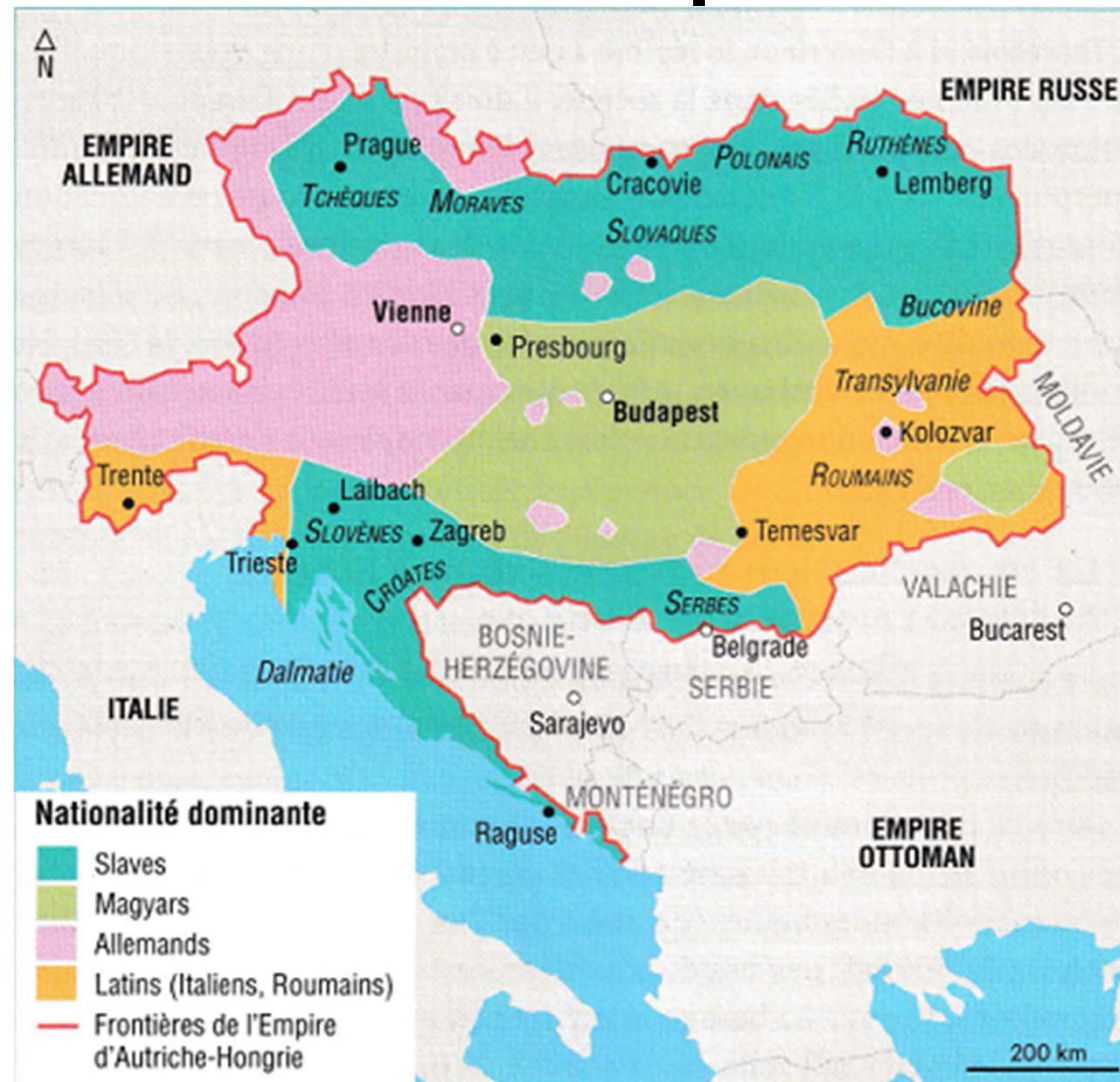 N
EMPIRE RUSSE
EMPIRE
ALLEMAND
Prague
TCHÈQUES
MORAVES
Cracovie
POLONAIS
RUTHÈNES
Lemberg
SLOVAQUES
Bucovine
Vienne
Presbourg
Budapest
Transylvanie
MOLDAVIE
Kolozvar
ROUMAINS
Trente
Laibach
SLOVÈNES
Zagreb
Temesvar
Trieste
CROATES
SERBES
VALACHIE
Bucarest
BOSNIE-
HERZÉGOVINE
Belgrade
SERBIE
Dalmatie
ITALIE
Sarajevo
MONTÉNÉGRO
Raguse
EMPIRE
OTTOMAN
Nationalité dominante
Slaves
Magyars
Allemands
Latins (Italiens, Roumains)
Frontières de l'Empire
d'Autriche-Hongrie
200 km